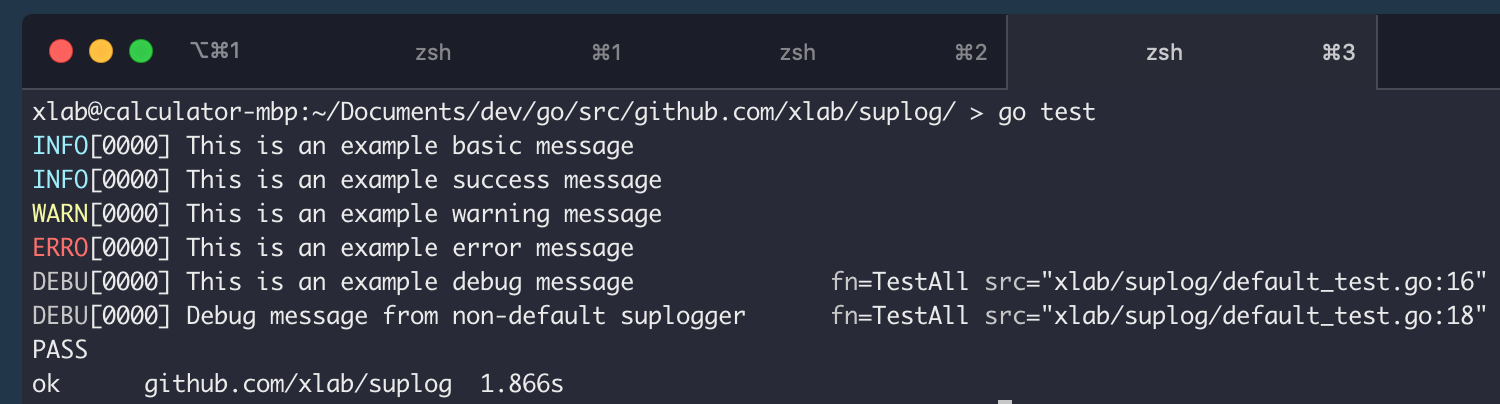 ⌥⌘1 zsh ⌘1 zsh ⌘2 zsh ⌘3
xlab@calculator-mbp:~/Documents/dev/go/src/github.com/xlab/suplog/ > go test
INFO[0000] This is an example basic message
INFO[0000] This is an example success message
WARN[0000] This is an example warning message
ERRO[0000] This is an example error message
DEBU[0000] This is an example debug message              fn=TestAll src="xlab/suplog/default_test.go:16"
DEBU[0000] Debug message from non-default suplogger      fn=TestAll src="xlab/suplog/default_test.go:18"
PASS
ok      github.com/xlab/suplog  1.866s